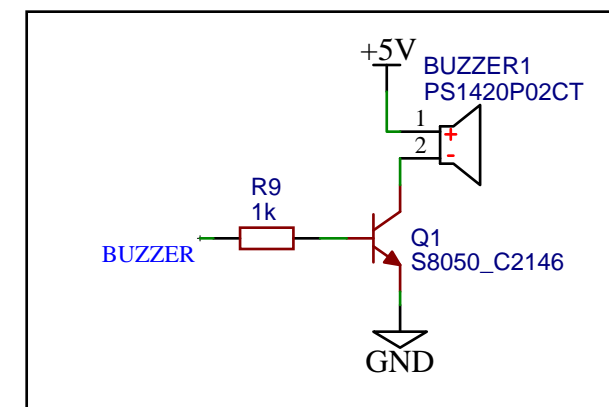 +5V
BUZZER1
PS1420P02CT
1
+
2
-
R9
1k
BUZZER
Q1
S8050_C2146
GND